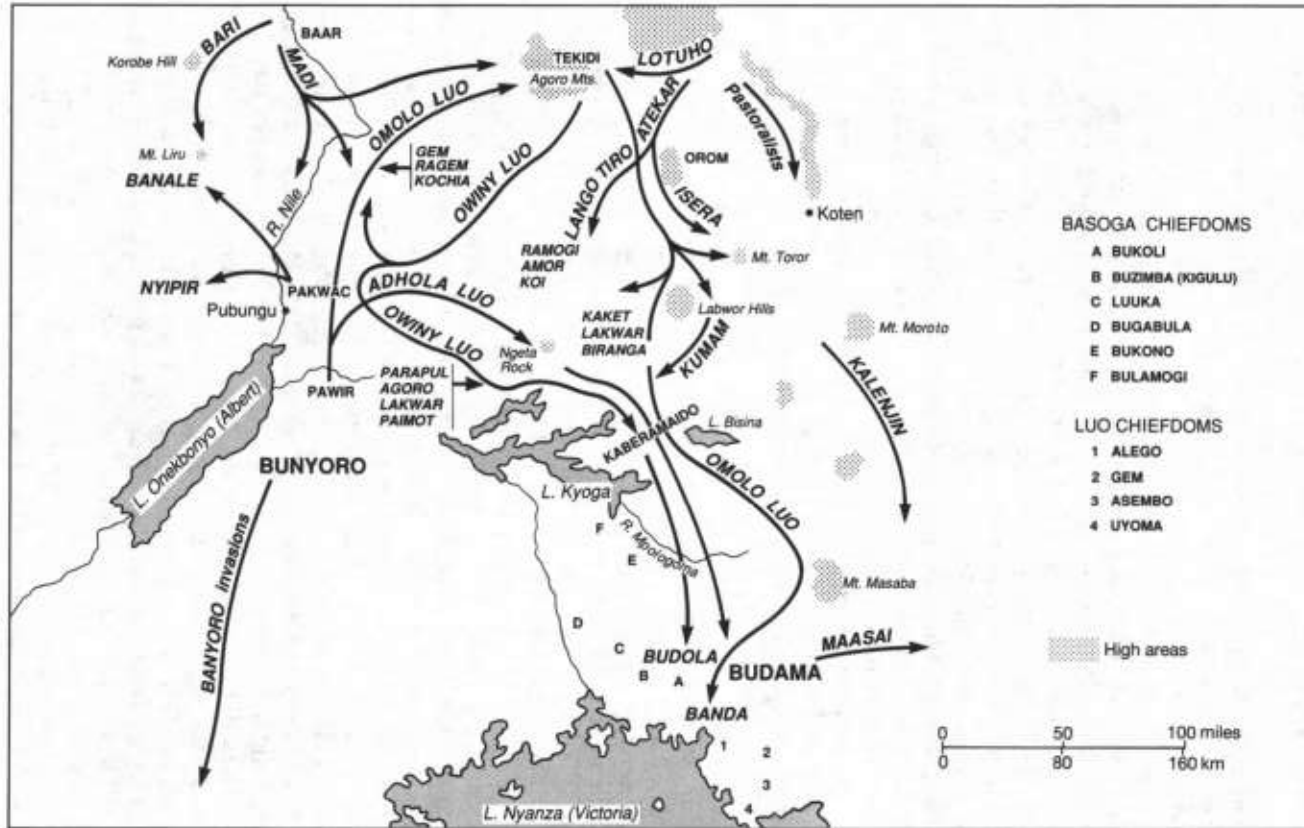 BARI
BAAR
Korobe Hill
MADI
TEKIDI
Agoro Mts.
LOTUHO
Pastoralists
OMOLO LUO
ATEKAR
LANGO TIRO
OROM
Mt. Liru
BANALE
GEM
RAGEM
KOCHIA
OWINY LUO
ISERA
Koten
R. Nile
RAMOGI
AMOR
KOI
Mt. Toror
NYIPIR
PAKWAC
Pubungu
ADHOLA LUO
OWINY LUO
KAKET
LAKWAR
BIRANGA
Labwor Hills
KUMAM
Mt. Moroto
Ngeta
Rock
PAWIR
PARAPUL
AGORO
LAKWAR
PAIMOT
KALENJIN
L. Onekbonyo (Albert)
BUNYORO
KABERAMAIDO
L. Bisina
L. Kyoga
OMOLO LUO
R. Mpologoma
F
E
Mt. Masaba
BANYORO Invasions
D
C
B
A
BUDOLA
BUDAMA
MAASAI
BANDA
1
2
3
4
L. Nyanza (Victoria)
BASOGA CHIEFDOMS
A BUKOLI
B BUZIMBA (KIGULU)
C LUUKA
D BUGABULA
E BUKONO
F BULAMOGI
LUO CHIEFDOMS
1 ALEGO
2 GEM
3 ASEMBO
4 UYOMA
High areas
0 50 100 miles
0 80 160 km